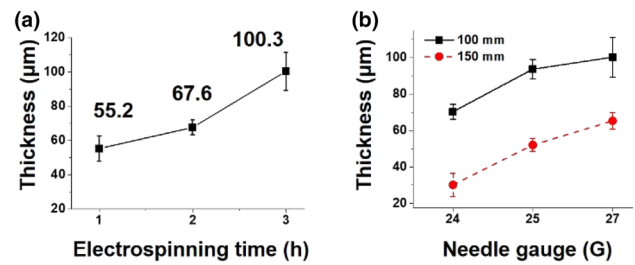 (a)
Thickness (µm)
120
100
80
60
40
20
55.2
67.6
100.3
1
2
3
Electrospinning time (h)
(b)
Thickness (µm)
100
80
60
40
20
100 mm
150 mm
24
25
27
Needle gauge (G)